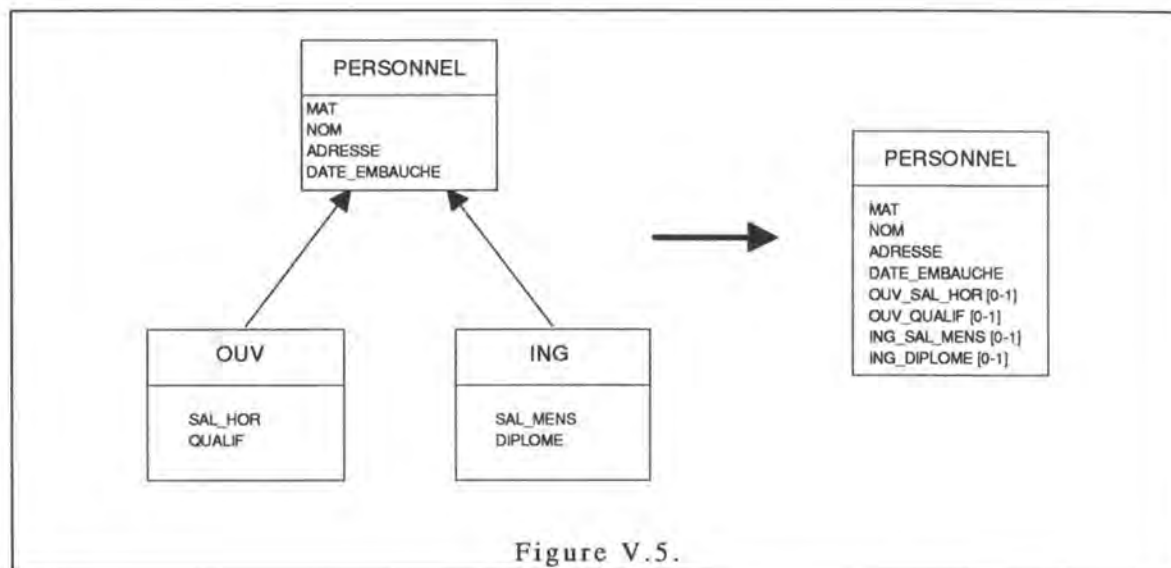 PERSONNEL
MAT
NOM
ADRESSE
DATE_EMBAUCHE
OUV
SAL_HOR
QUALIF
ING
SAL_MENS
DIPLOME
PERSONNEL
MAT
NOM
ADRESSE
DATE_EMBAUCHE
OUV_SAL_HOR [0-1]
OUV_QUALIF [0-1]
ING_SAL_MENS [0-1]
ING_DIPLOME [0-1]
Figure V.5.